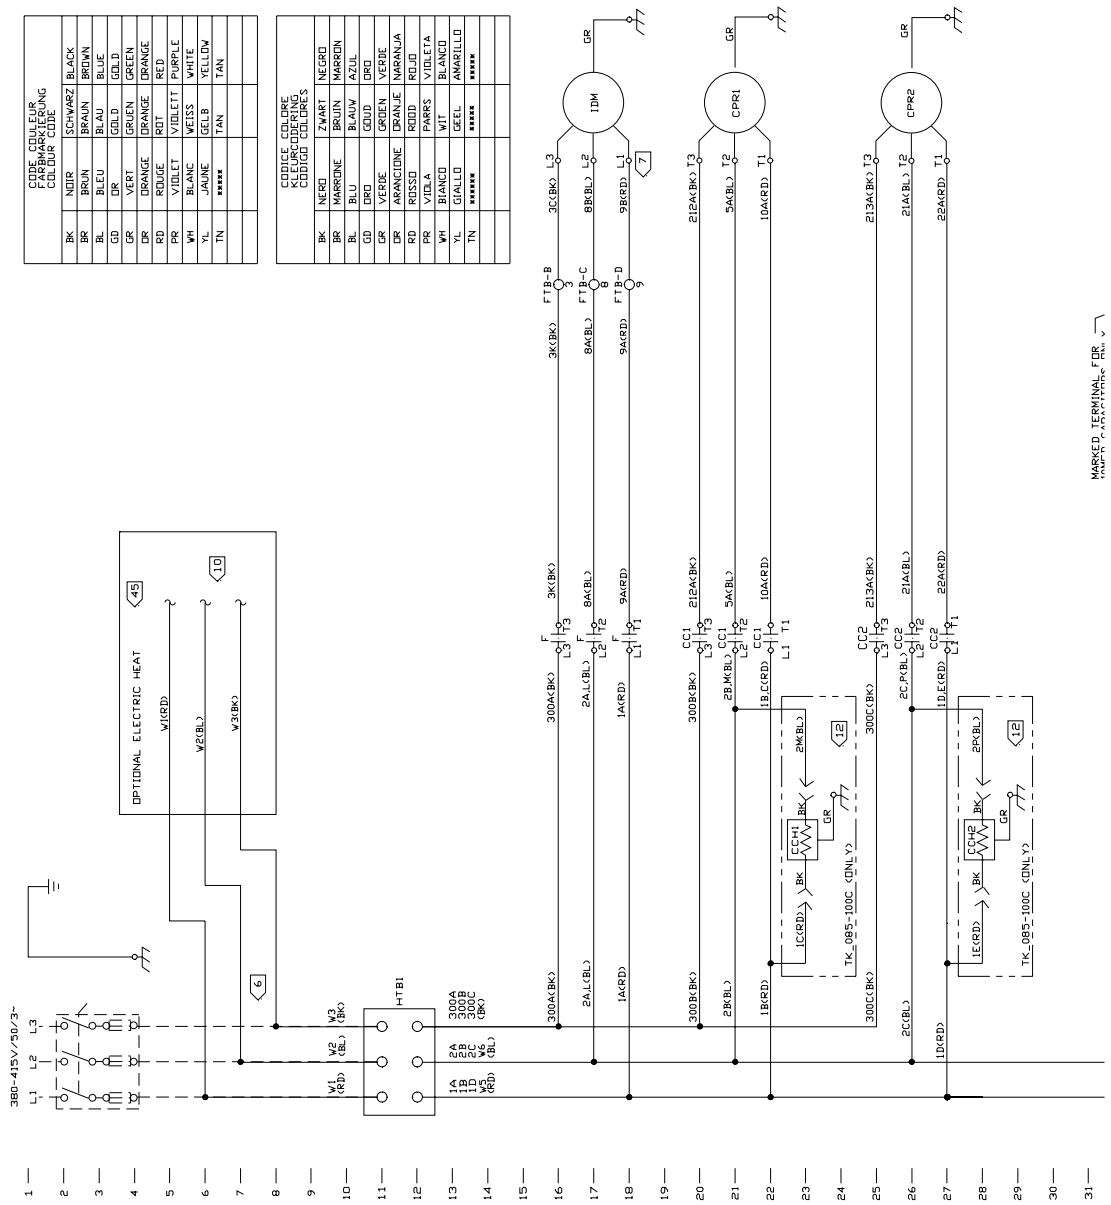 CODE COULEUR
FARBMARKIERUNG
COLOUR CODE
BK NOIR SCHWARZ BLACK
BR BRUN BRAUN BROWN
BL BLEU BLAU BLUE
GD OR GOLD GOLD
GR VERT GRUEN GREEN
OR ORANGE ORANGE ORANGE
RD ROUGE ROT RED
PR VIOLET VIOLETT PURPLE
WH BLANC WEISS WHITE
YL JAUNE GELB YELLOW
TN ***** TAN TAN
CODICE COLORE
KLEURCODERING
CODIGO COLORES
BK NERO ZWART NEGRO
BR MARRONE BRUIN MARRON
BL BLU BLAUW AZUL
GD ORO GOUD ORO
GR VERDE GROEN VERDE
OR ARANCIONE ORANJE NARANJA
RD ROSSO ROOD ROJO
PR VIOLA PARRS VIOLETA
WH BIANCO WIT BLANCO
YL GIALLO GEEL AMARILLO
TN ****** ***** *****
380-415V/50/3~
L1 L2 L3
OPTIONAL ELECTRIC HEAT
W1(RD)
W2(BL)
W3(BK)
45
10
6
W1
(RD)
W2
(BL)
W3
(BK)
HTB1
1A
1B
1D
W5
(RD)
2A
2B
2C
W6
(BL)
300A
300B
300C
(BK)
300A(BK) 300A(BK) L3 F T3 3K(BK) 3K(BK) FTB-B 3 3C(BK) L3
2A,L(BL) 2A,L(BL) L2 F T2 8A(BL) 8A(BL) FTB-C 8 8B(BL) L2
1A(RD) 1A(RD) L1 F T1 9A(RD) 9A(RD) FTB-D 9 9B(RD) L1
7
IDM
GR
300B(BK) 300B(BK) L3 CC1 T3 212A(BK) 212A(BK) T3
2B(BL) 2B,M(BL) L2 CC1 T2 5A(BL) 5A(BL) T2
1B(RD) 1B,C(RD) L1 CC1 T1 10A(RD) 10A(RD) T1
CPR1
GR
1C(RD) BK CCH1 BK 2M(BL)
GR
12
TK_085-100C (ONLY)
300C(BK) 300C(BK) L3 CC2 T3 213A(BK) 213A(BK) T3
2C(BL) 2C,P(BL) L2 CC2 T2 21A(BL) 21A(BL) T2
1D(RD) 1D,E(RD) L1 CC2 T1 22A(RD) 22A(RD) T1
CPR2
GR
1E(RD) BK CCH2 BK 2P(BL)
GR
12
TK_085-100C (ONLY)
MARKED TERMINAL FOR
1
2
3
4
5
6
7
8
9
10
11
12
13
14
15
16
17
18
19
20
21
22
23
24
25
26
27
28
29
30
31